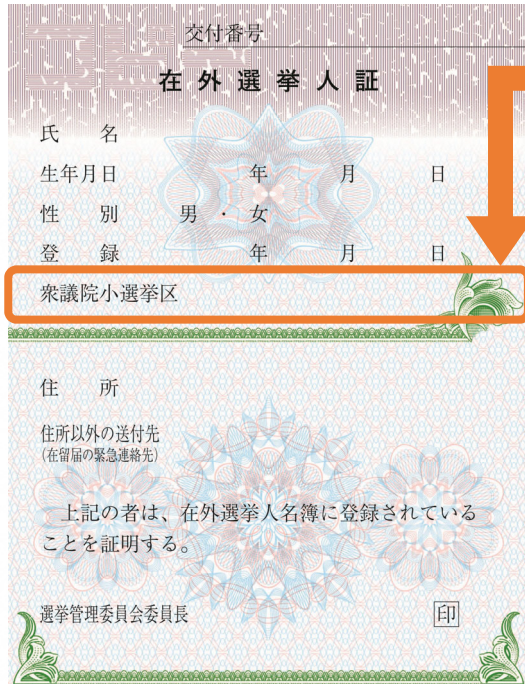 交付番号
在外選挙人証
氏　名
生年月日　年　月　日
性　別　男・女
登　録　年　月　日
衆議院小選挙区
住　所
住所以外の送付先
(在留届の緊急連絡先)
上記の者は、在外選挙人名簿に登録されている
ことを証明する。
選挙管理委員会委員長　印